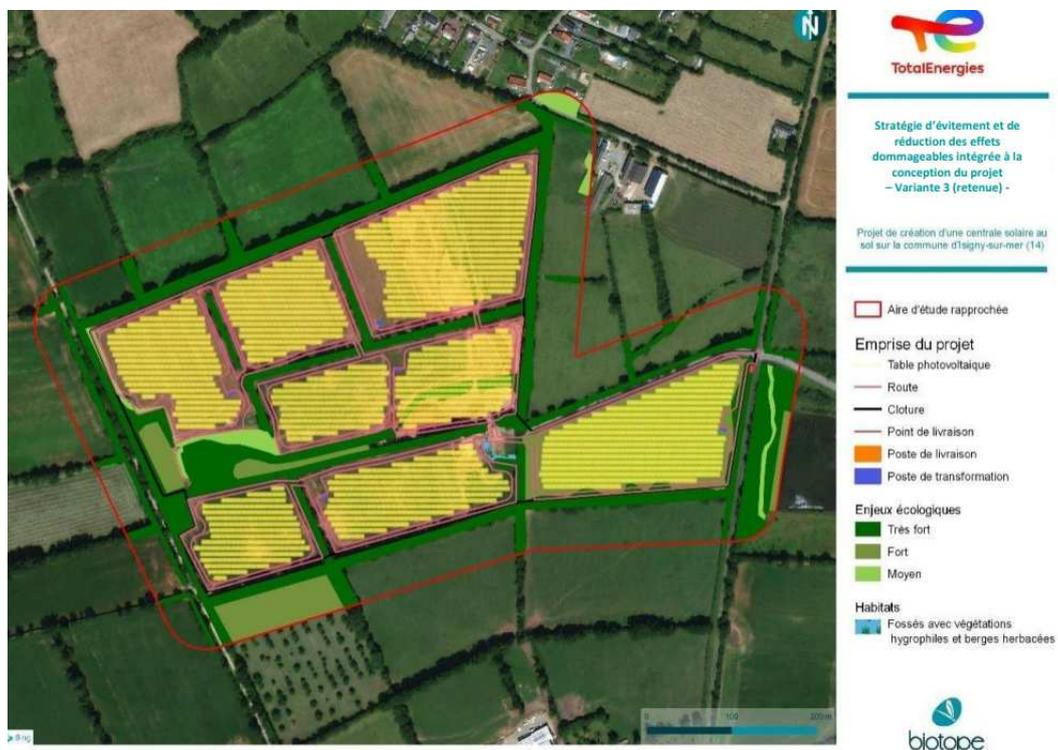 N
TotalEnergies
Stratégie d'évitement et de
réduction des effets
dommageables intégrée à la
conception du projet
– Variante 3 (retenue) -
Projet de création d'une centrale solaire au
sol sur la commune d'Isigny-sur-mer (14)
Aire d'étude rapprochée
Emprise du projet
Table photovoltaïque
Route
Cloture
Point de livraison
Poste de livraison
Poste de transformation
Enjeux écologiques
Très fort
Fort
Moyen
Habitats
Fossés avec végétations
hygrophiles et berges herbacées
0 100 200 m
Bing
biotope